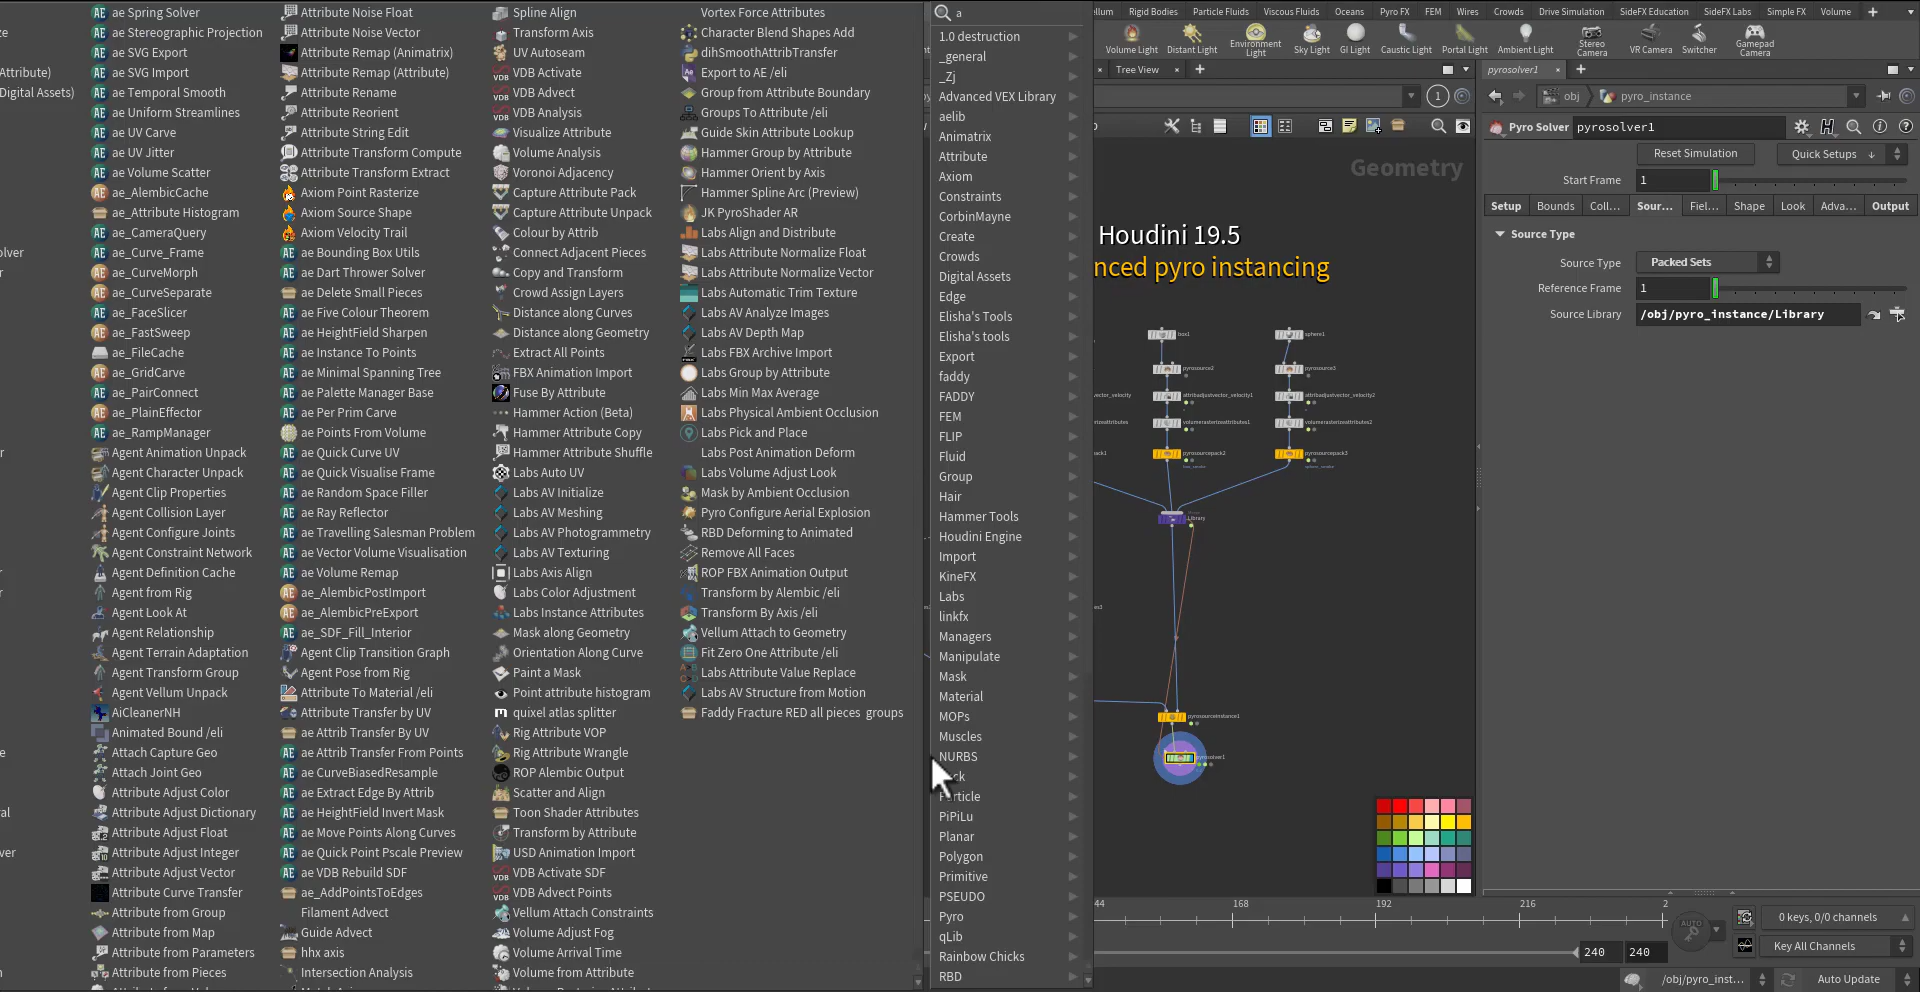 ae Spring Solver
ae Stereographic Projection
ae SVG Export
ae SVG Import
ae Temporal Smooth
ae Uniform Streamlines
ae UV Carve
ae UV Jitter
ae Volume Scatter
ae_AlembicCache
ae_Attribute Histogram
ae_CameraQuery
ae_Curve_Frame
ae_CurveMorph
ae_CurveSeparate
ae_FaceSlicer
ae_FastSweep
ae_FileCache
ae_GridCarve
ae_PairConnect
ae_PlainEffector
ae_RampManager
Agent Animation Unpack
Agent Character Unpack
Agent Clip Properties
Agent Collision Layer
Agent Configure Joints
Agent Constraint Network
Agent Definition Cache
Agent from Rig
Agent Look At
Agent Relationship
Agent Terrain Adaptation
Agent Transform Group
Agent Vellum Unpack
AiCleanerNH
Animated Bound /eli
Attach Capture Geo
Attach Joint Geo
Attribute Adjust Color
Attribute Adjust Dictionary
Attribute Adjust Float
Attribute Adjust Integer
Attribute Adjust Vector
Attribute Curve Transfer
Attribute from Group
Attribute from Map
Attribute from Parameters
Attribute from Pieces
Attribute)
Digital Assets)
Attribute Noise Float
Attribute Noise Vector
Attribute Remap (Animatrix)
Attribute Remap (Attribute)
Attribute Rename
Attribute Reorient
Attribute String Edit
Attribute Transform Compute
Attribute Transform Extract
Axiom Point Rasterize
Axiom Source Shape
Axiom Velocity Trail
ae Bounding Box Utils
ae Dart Thrower Solver
ae Delete Small Pieces
ae Five Colour Theorem
ae HeightField Sharpen
ae Instance To Points
ae Minimal Spanning Tree
ae Palette Manager Base
ae Per Prim Carve
ae Points From Volume
ae Quick Curve UV
ae Quick Visualise Frame
ae Random Space Filler
ae Ray Reflector
ae Travelling Salesman Problem
ae Vector Volume Visualisation
ae Volume Remap
ae_AlembicPostImport
ae_AlembicPreExport
ae_SDF_Fill_Interior
Agent Clip Transition Graph
Agent Pose from Rig
Attribute To Material /eli
Attribute Transfer by UV
ae Attrib Transfer By UV
ae Attrib Transfer From Points
ae CurveBiasedResample
ae Extract Edge By Attrib
ae HeightField Invert Mask
ae Move Points Along Curves
ae Quick Point Pscale Preview
ae VDB Rebuild SDF
ae_AddPointsToEdges
Filament Advect
Guide Advect
hhx axis
Intersection Analysis
Spline Align
Transform Axis
UV Autoseam
VDB Activate
VDB Advect
VDB Analysis
Visualize Attribute
Volume Analysis
Voronoi Adjacency
Capture Attribute Pack
Capture Attribute Unpack
Colour by Attrib
Connect Adjacent Pieces
Copy and Transform
Crowd Assign Layers
Distance along Curves
Distance along Geometry
Extract All Points
FBX Animation Import
Fuse By Attribute
Hammer Action (Beta)
Hammer Attribute Copy
Hammer Attribute Shuffle
Labs Auto UV
Labs AV Initialize
Labs AV Meshing
Labs AV Photogrammetry
Labs AV Texturing
Labs Axis Align
Labs Color Adjustment
Labs Instance Attributes
Mask along Geometry
Orientation Along Curve
Paint a Mask
Point attribute histogram
quixel atlas splitter
Rig Attribute VOP
Rig Attribute Wrangle
ROP Alembic Output
Scatter and Align
Toon Shader Attributes
Transform by Attribute
USD Animation Import
VDB Activate SDF
VDB Advect Points
Vellum Attach Constraints
Volume Adjust Fog
Volume Arrival Time
Volume from Attribute
Vortex Force Attributes
Character Blend Shapes Add
dihSmoothAttribTransfer
Export to AE /eli
Group from Attribute Boundary
Groups To Attribute /eli
Guide Skin Attribute Lookup
Hammer Group by Attribute
Hammer Orient by Axis
Hammer Spline Arc (Preview)
JK PyroShader AR
Labs Align and Distribute
Labs Attribute Normalize Float
Labs Attribute Normalize Vector
Labs Automatic Trim Texture
Labs AV Analyze Images
Labs AV Depth Map
Labs FBX Archive Import
Labs Group by Attribute
Labs Min Max Average
Labs Physical Ambient Occlusion
Labs Pick and Place
Labs Post Animation Deform
Labs Volume Adjust Look
Mask by Ambient Occlusion
Pyro Configure Aerial Explosion
RBD Deforming to Animated
Remove All Faces
ROP FBX Animation Output
Transform by Alembic /eli
Transform By Axis /eli
Vellum Attach to Geometry
Fit Zero One Attribute /eli
Labs Attribute Value Replace
Labs AV Structure from Motion
Faddy Fracture RED all pieces groups
a
1.0 destruction
_general
_Zj
Advanced VEX Library
aelib
Animatrix
Attribute
Axiom
Constraints
CorbinMayne
Create
Crowds
Digital Assets
Edge
Elisha's Tools
Elisha's tools
Export
faddy
FADDY
FEM
FLIP
Fluid
Group
Hair
Hammer Tools
Houdini Engine
Import
KineFX
Labs
linkfx
Managers
Manipulate
Mask
Material
MOPs
Muscles
NURBS
Particle
PiPiLu
Planar
Polygon
Primitive
PSEUDO
Pyro
qLib
Rainbow Chicks
RBD
Rigid Bodies Particle Fluids Viscous Fluids Oceans Pyro FX FEM Wires Crowds Drive Simulation SideFX Education SideFX Labs Simple FX Volume
Volume Light Distant Light Environment Light Sky Light GI Light Caustic Light Portal Light Ambient Light Stereo Camera VR Camera Switcher Gamepad Camera
Tree View
1
Geometry
Houdini 19.5
nced pyro instancing
box1
sphere1
pyrosource2
pyrosource3
attribadjustvector_velocity1
attribadjustvector_velocity2
volumerasterizeattributes1
volumerasterizeattributes2
pyrosourcepack2
pyrosourcepack3
Library
pyrosourceinstance1
pyrosolver1
pyrosolver1
obj pyro_instance
Pyro Solver pyrosolver1
Reset Simulation Quick Setups
Start Frame 1
Setup Bounds Coll... Sour... Fiel... Shape Look Adva... Output
Source Type
Source Type Packed Sets
Reference Frame 1
Source Library /obj/pyro_instance/Library
44 168 192 216 2
240 240
AUTO
0 keys, 0/0 channels
Key All Channels
/obj/pyro_inst... Auto Update